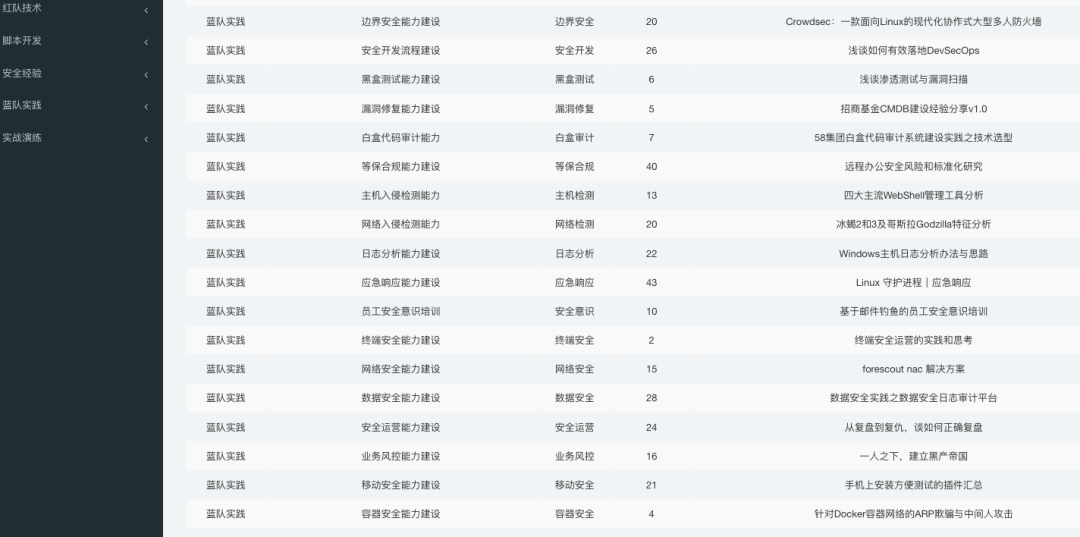 红队技术
脚本开发
安全经验
蓝队实践
实战演练
蓝队实践 边界安全能力建设 边界安全 20 Crowdsec：一款面向Linux的现代化协作式大型多人防火墙
蓝队实践 安全开发流程建设 安全开发 26 浅谈如何有效落地DevSecOps
蓝队实践 黑盒测试能力建设 黑盒测试 6 浅谈渗透测试与漏洞扫描
蓝队实践 漏洞修复能力建设 漏洞修复 5 招商基金CMDB建设经验分享v1.0
蓝队实践 白盒代码审计能力 白盒审计 7 58集团白盒代码审计系统建设实践之技术选型
蓝队实践 等保合规能力建设 等保合规 40 远程办公安全风险和标准化研究
蓝队实践 主机入侵检测能力 主机检测 13 四大主流WebShell管理工具分析
蓝队实践 网络入侵检测能力 网络检测 20 冰蝎2和3及哥斯拉Godzilla特征分析
蓝队实践 日志分析能力建设 日志分析 22 Windows主机日志分析办法与思路
蓝队实践 应急响应能力建设 应急响应 43 Linux 守护进程｜应急响应
蓝队实践 员工安全意识培训 安全意识 10 基于邮件钓鱼的员工安全意识培训
蓝队实践 终端安全能力建设 终端安全 2 终端安全运营的实践和思考
蓝队实践 网络安全能力建设 网络安全 15 forescout nac 解决方案
蓝队实践 数据安全能力建设 数据安全 28 数据安全实践之数据安全日志审计平台
蓝队实践 安全运营能力建设 安全运营 24 从复盘到复仇，谈如何正确复盘
蓝队实践 业务风控能力建设 业务风控 16 一人之下，建立黑产帝国
蓝队实践 移动安全能力建设 移动安全 21 手机上安装方便测试的插件汇总
蓝队实践 容器安全能力建设 容器安全 4 针对Docker容器网络的ARP欺骗与中间人攻击